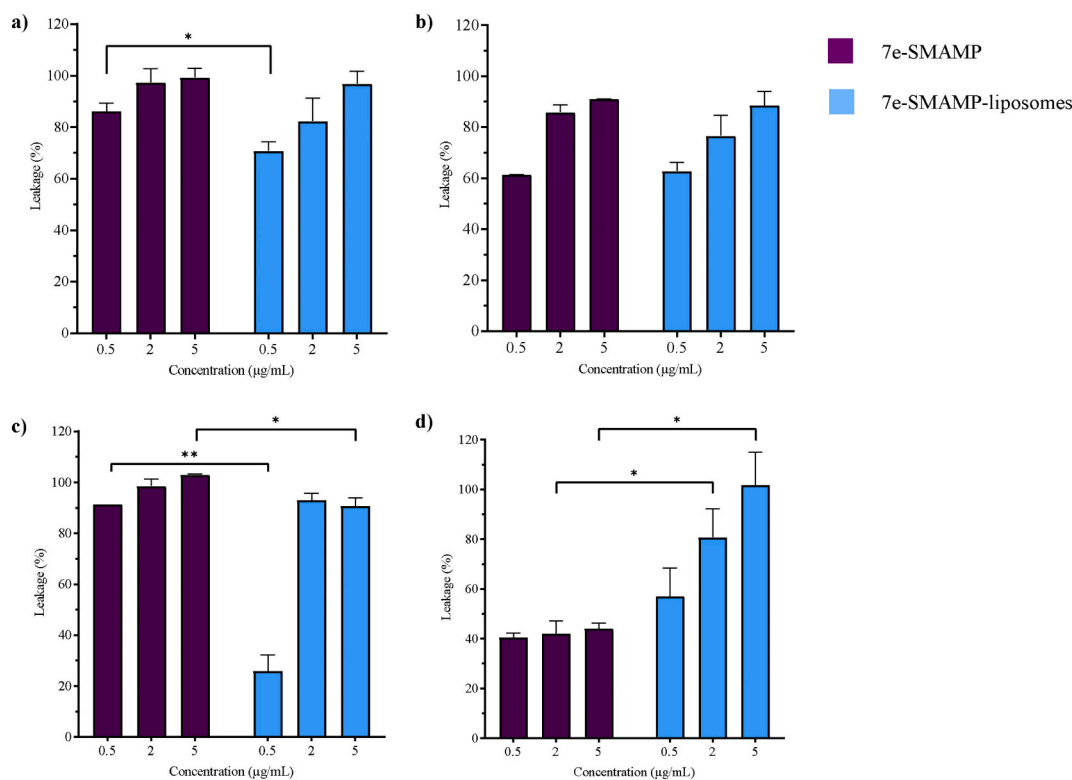 a)
120
100
80
60
40
20
0
Leakage (%)
*
0.5 2 5 0.5 2 5
Concentration (µg/mL)
b)
120
100
80
60
40
20
0
Leakage (%)
0.5 2 5 0.5 2 5
Concentration (µg/mL)
7e-SMAMP
7e-SMAMP-liposomes
c)
120
100
80
60
40
20
0
Leakage (%)
*
**
0.5 2 5 0.5 2 5
Concentration (µg/mL)
d)
120
100
80
60
40
20
0
Leakage (%)
*
*
0.5 2 5 0.5 2 5
Concentration (µg/mL)